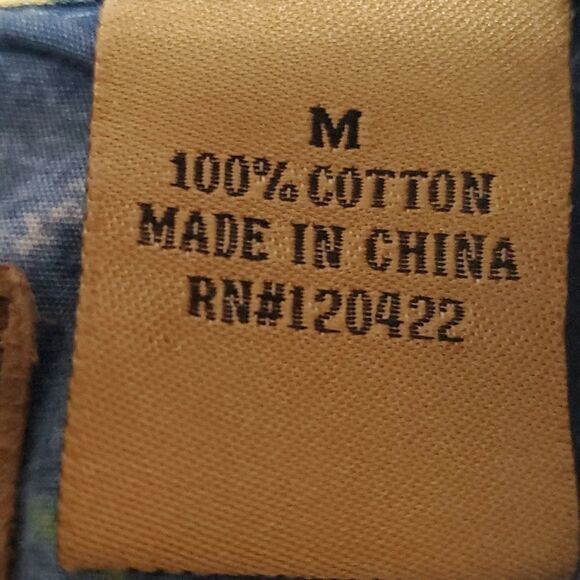 M
100% COTTON
MADE IN CHINA
RN#120422